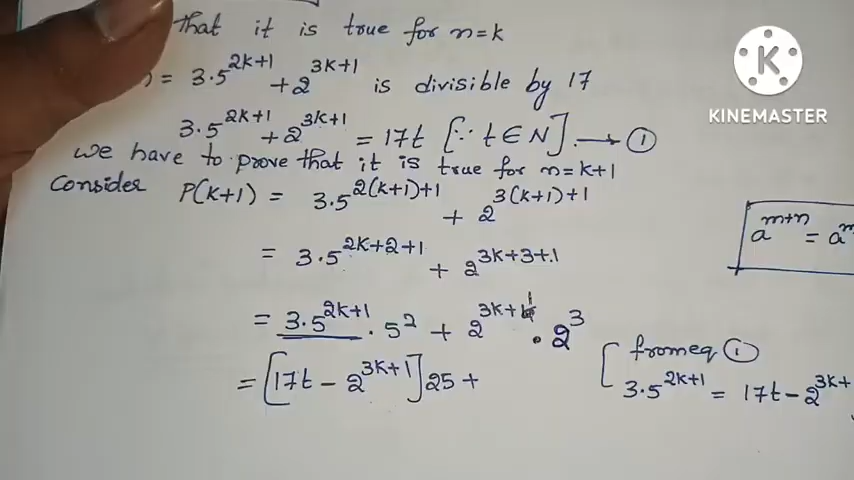 that it is true for n=k
) = 3·5^{2k+1} + 2^{3k+1} is divisible by 17
3·5^{2k+1} + 2^{3k+1} = 17t [∵ t∈N]. → ①
we have to prove that it is true for n=k+1
Consider P(k+1) = 3·5^{2(k+1)+1} + 2^{3(k+1)+1}
= 3·5^{2k+2+1} + 2^{3k+3+1}
a^{m+n} = a^{m
= 3·5^{2k+1} · 5^2 + 2^{3k+1} · 2^3
from eq ①
= [17t − 2^{3k+1}] 25 +
3·5^{2k+1} = 17t − 2^{3k+
K
KINEMASTER